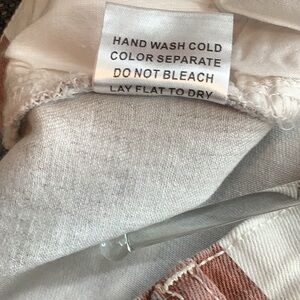 HAND WASH COLD
COLOR SEPARATE
DO NOT BLEACH
LAY FLAT TO DRY